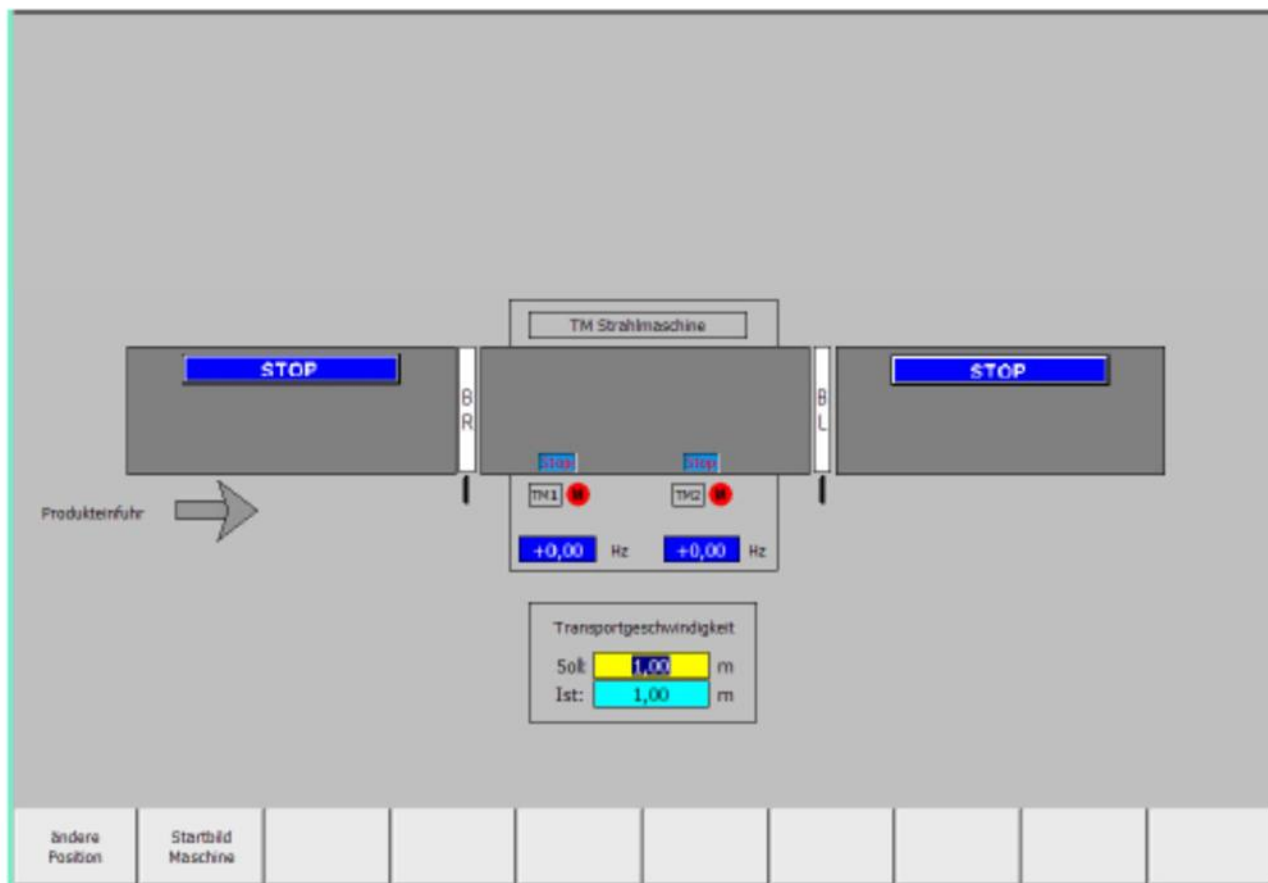 TM Strahlmaschine
STOP
STOP
B
R
B
L
Stop
Stop
TM1
M
TM2
M
Produkteinfuhr
+0,00 Hz
+0,00 Hz
Transportgeschwindigkeit
Soll: 1,00 m
Ist: 1,00 m
ändere
Position
Startbild
Maschine